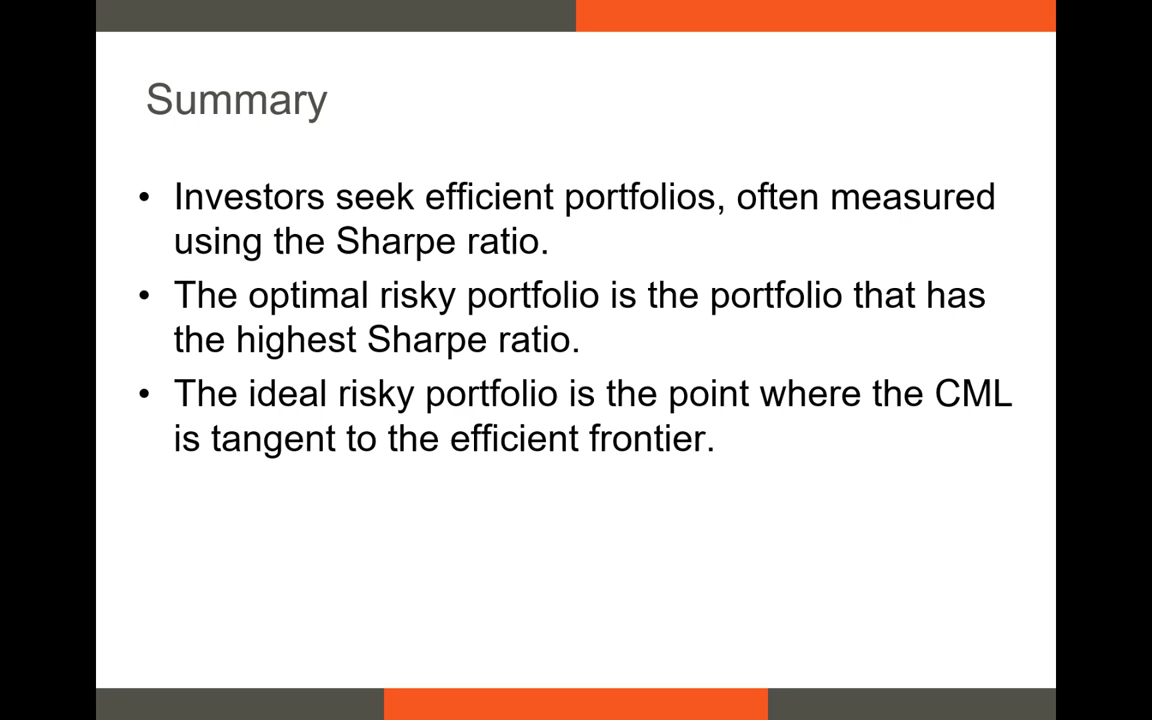 Summary
• Investors seek efficient portfolios, often measured
using the Sharpe ratio.
• The optimal risky portfolio is the portfolio that has
the highest Sharpe ratio.
• The ideal risky portfolio is the point where the CML
is tangent to the efficient frontier.